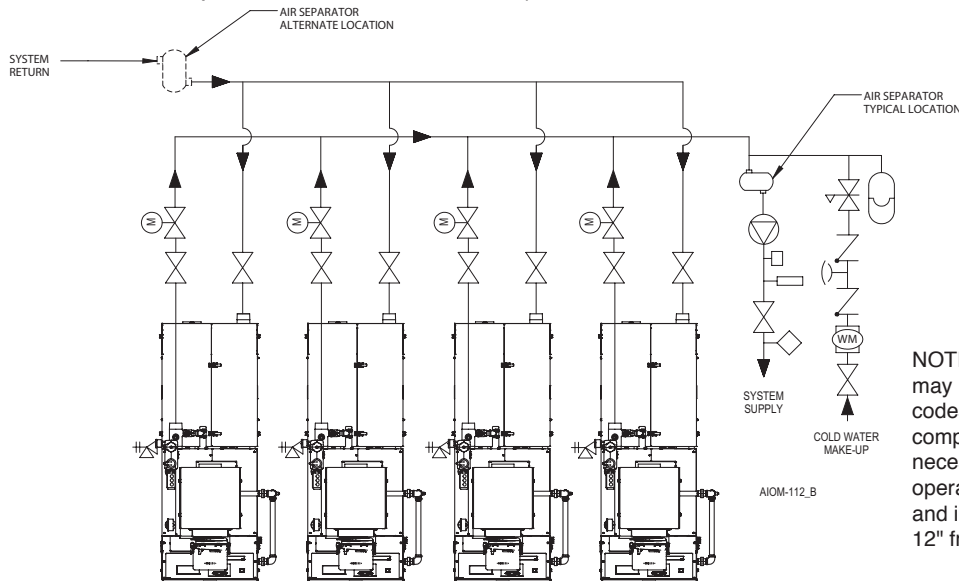 AIR SEPARATOR
ALTERNATE LOCATION
SYSTEM
RETURN
AIR SEPARATOR
TYPICAL LOCATION
M
M
M
M
WM
SYSTEM
SUPPLY
COLD WATER
MAKE-UP
AIOM-112_B
may
code
comp
nece
opera
and i
12" fr